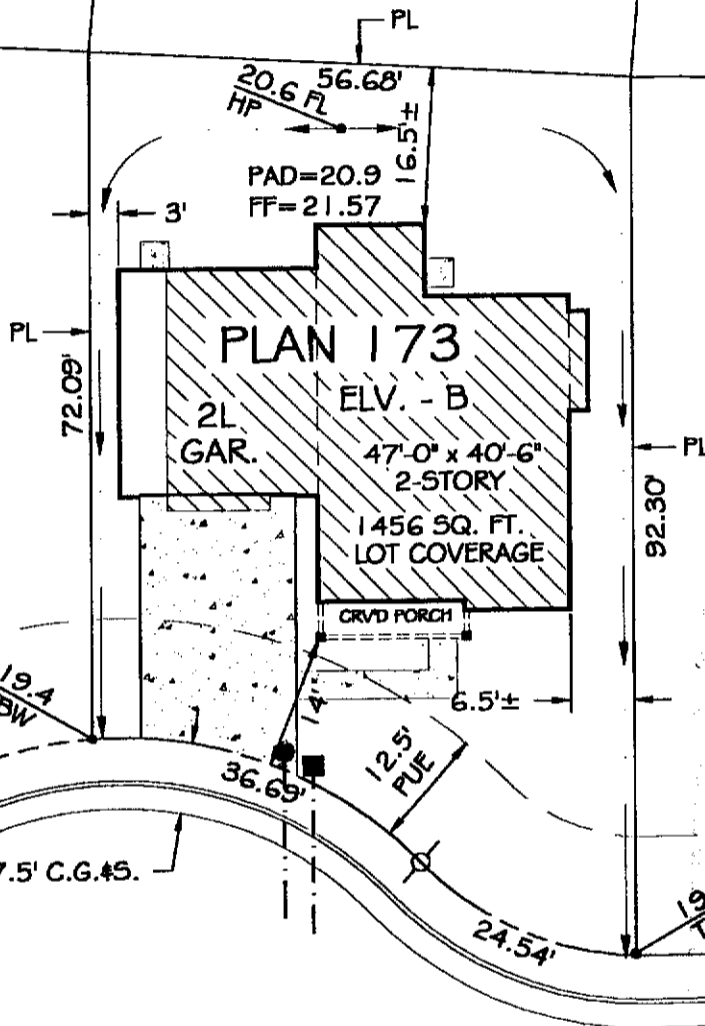 PL
56.68'
20.6 FL
HP
16.5'±
PAD=20.9
FF=21.57
3'
PL
72.09'
PLAN 173
ELV. - B
2L
GAR.
47'-0" x 40'-6"
2-STORY
1456 SQ. FT.
LOT COVERAGE
PL
92.30'
CRV'D PORCH
19.4
BW
14'
6.5'±
12.5'
PUE
36.69'
7.5' C.G.&S.
24.54'
19
T